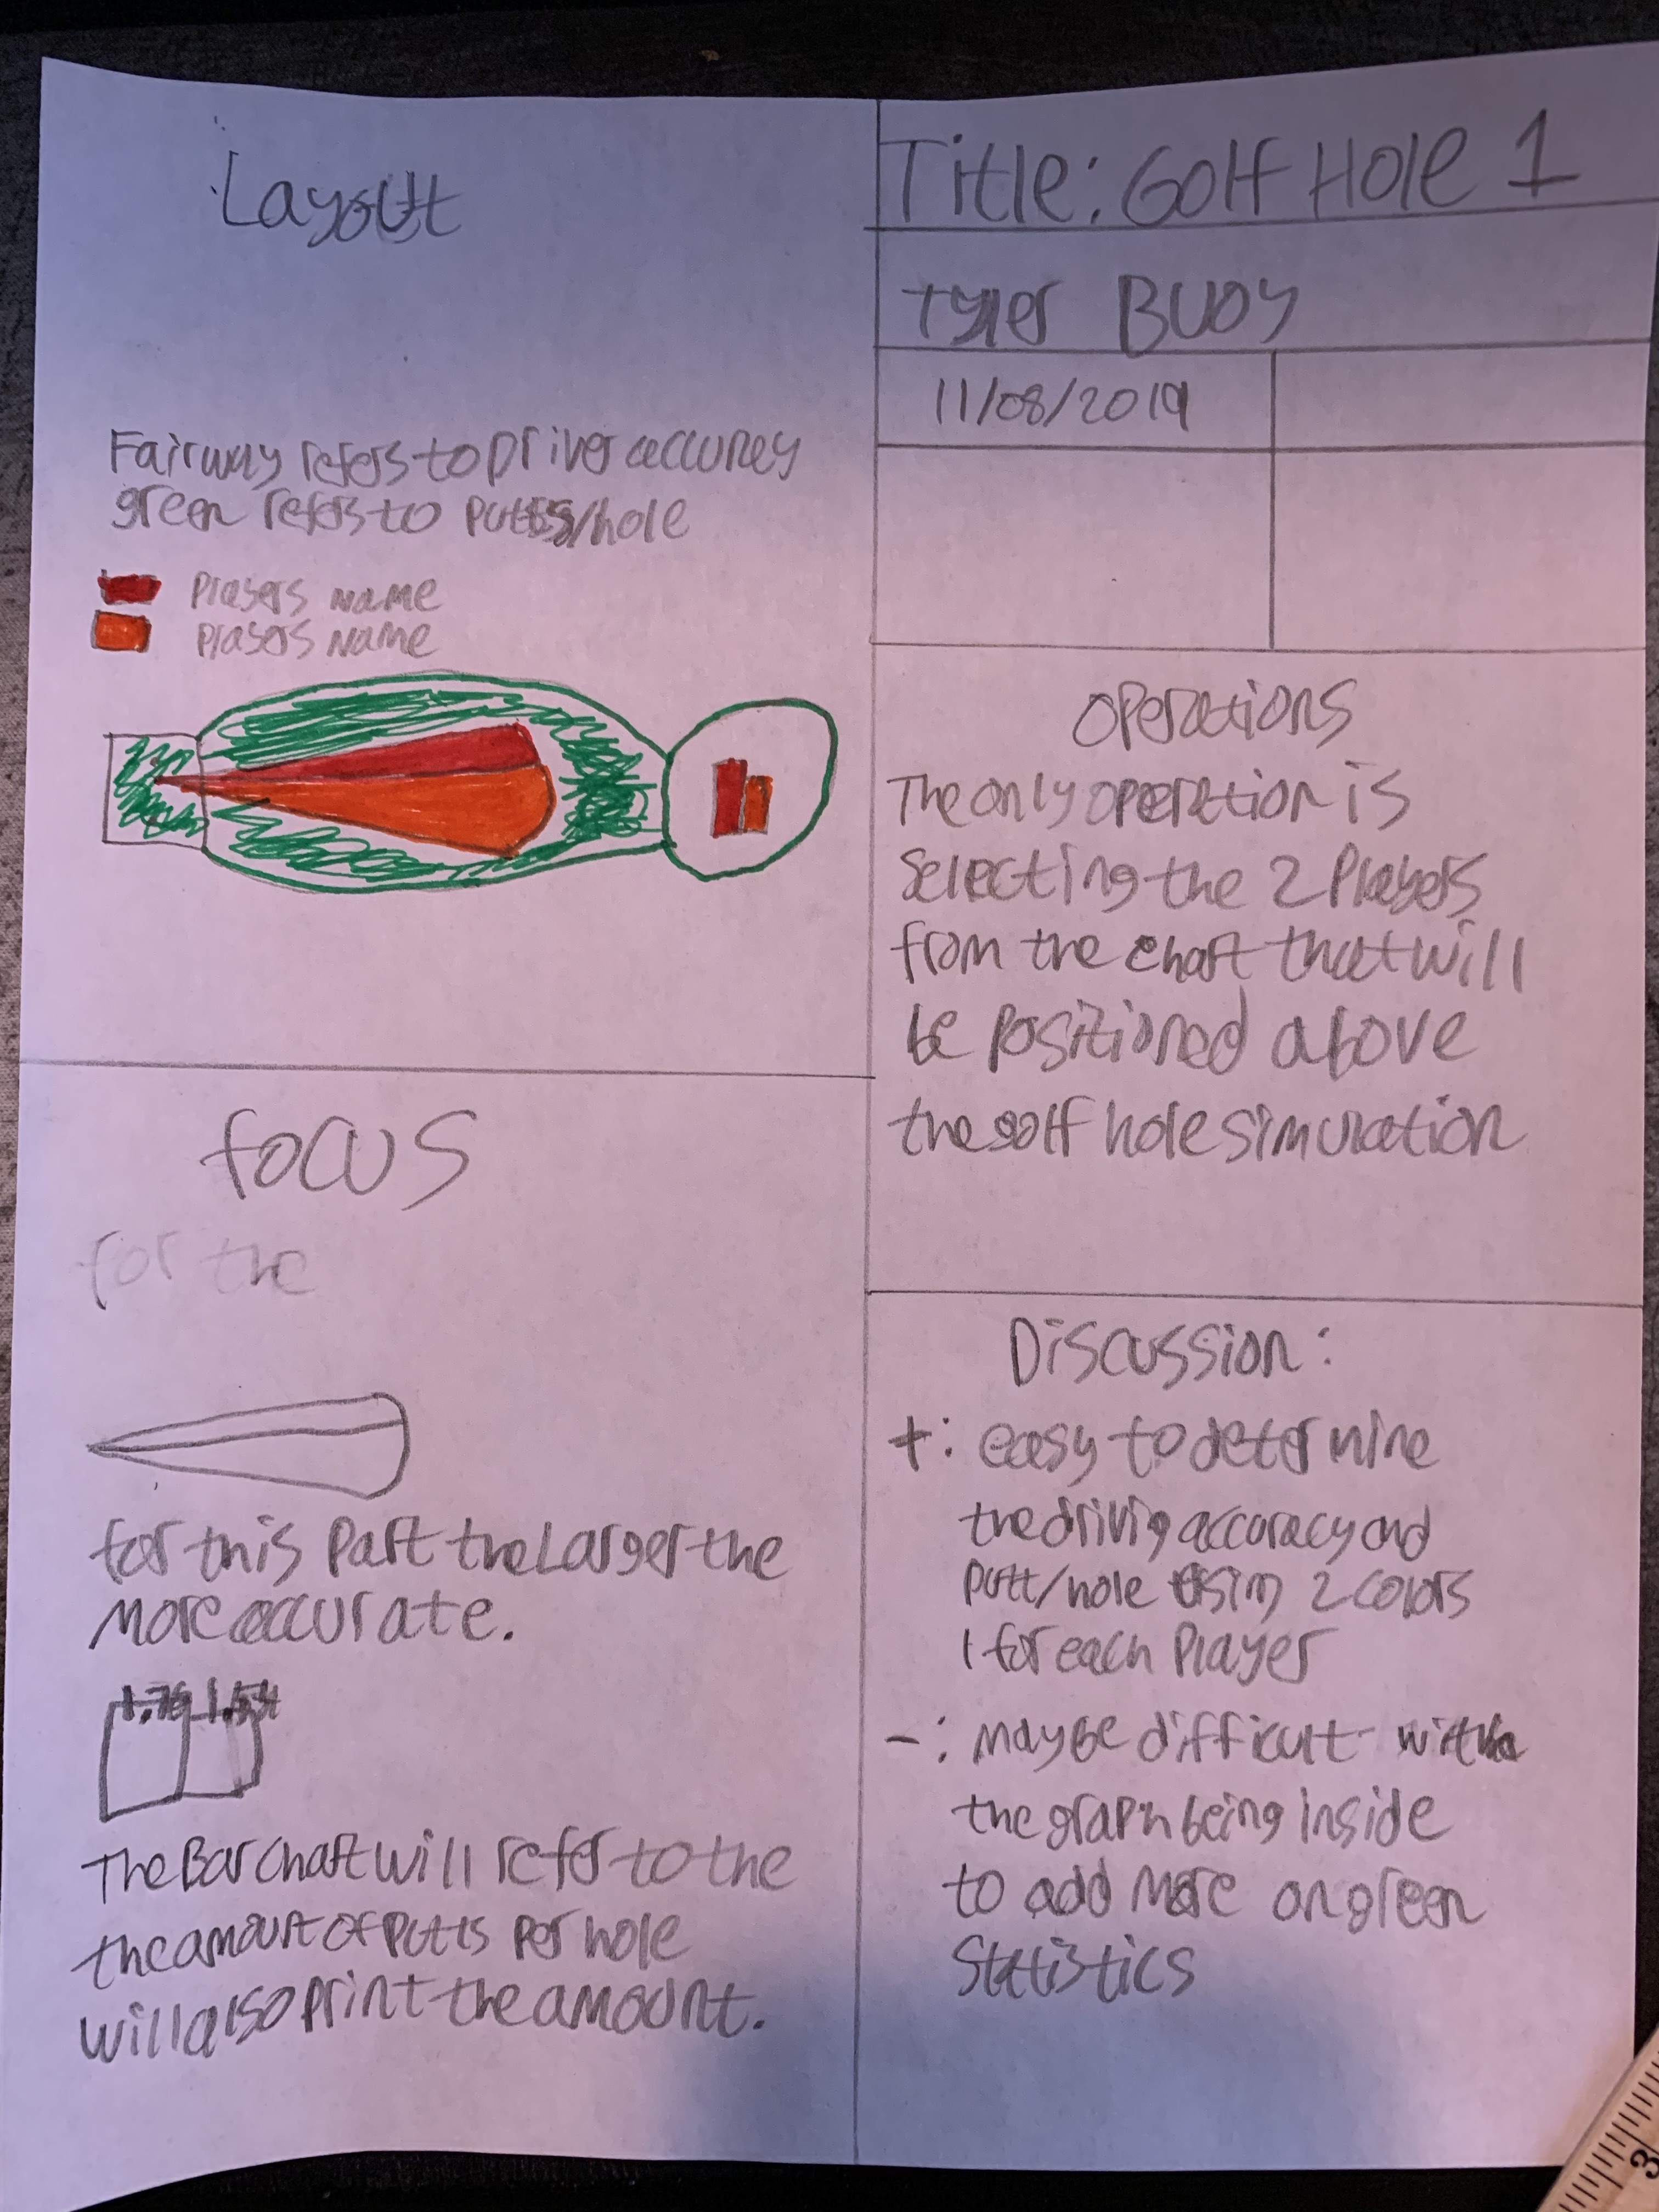 Layout
Fairway refers to Driver accuracy
green refers to Putts/hole
Players Name
Players Name
Title: Golf Hole 1
tyler Buoy
11/08/2019
Operations
The only operation is
selecting the 2 Players
from the chart that will
be positioned above
the golf hole simulation
focus
for the
for this part the Larger the
more accurate.
1.76 1.54
The Bar chart will refer to the
the amount of putts per hole
will also print the amount.
Discussion:
+: easy to determine
the driving accuracy and
putt/hole using 2 colors
1 for each Player
-: may be difficult with
the graph being inside
to add more on green
Statistics
3